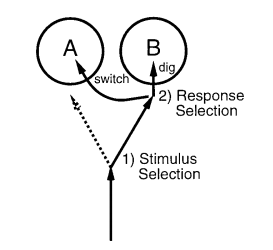 A
B
switch
dig
2) Response
Selection
1) Stimulus
Selection